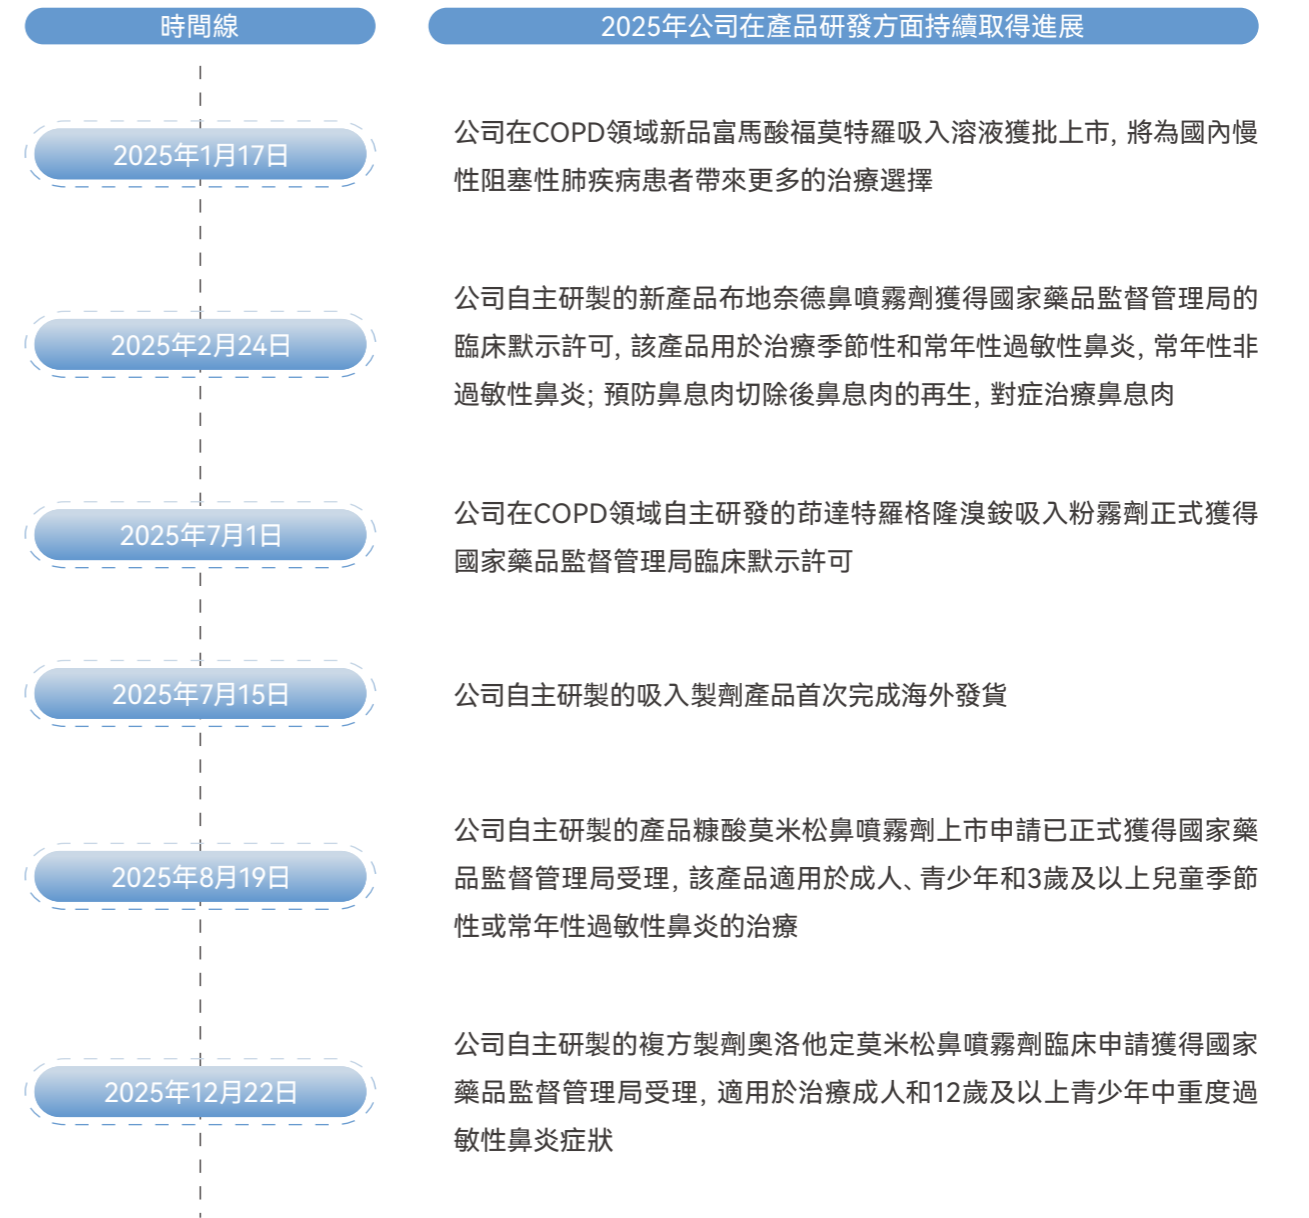 時間線
2025年公司在產品研發方面持續取得進展
2025年1月17日
公司在COPD領域新品富馬酸福莫特羅吸入溶液獲批上市, 將為國內慢
性阻塞性肺疾病患者帶來更多的治療選擇
2025年2月24日
公司自主研製的新產品布地奈德鼻噴霧劑獲得國家藥品監督管理局的
臨床默示許可, 該產品用於治療季節性和常年性過敏性鼻炎, 常年性非
過敏性鼻炎; 預防鼻息肉切除後鼻息肉的再生, 對症治療鼻息肉
2025年7月1日
公司在COPD領域自主研發的茚達特羅格隆溴銨吸入粉霧劑正式獲得
國家藥品監督管理局臨床默示許可
2025年7月15日
公司自主研製的吸入製劑產品首次完成海外發貨
2025年8月19日
公司自主研製的產品糠酸莫米松鼻噴霧劑上市申請已正式獲得國家藥
品監督管理局受理, 該產品適用於成人、青少年和3歲及以上兒童季節
性或常年性過敏性鼻炎的治療
2025年12月22日
公司自主研製的複方製劑奧洛他定莫米松鼻噴霧劑臨床申請獲得國家
藥品監督管理局受理, 適用於治療成人和12歲及以上青少年中重度過
敏性鼻炎症狀